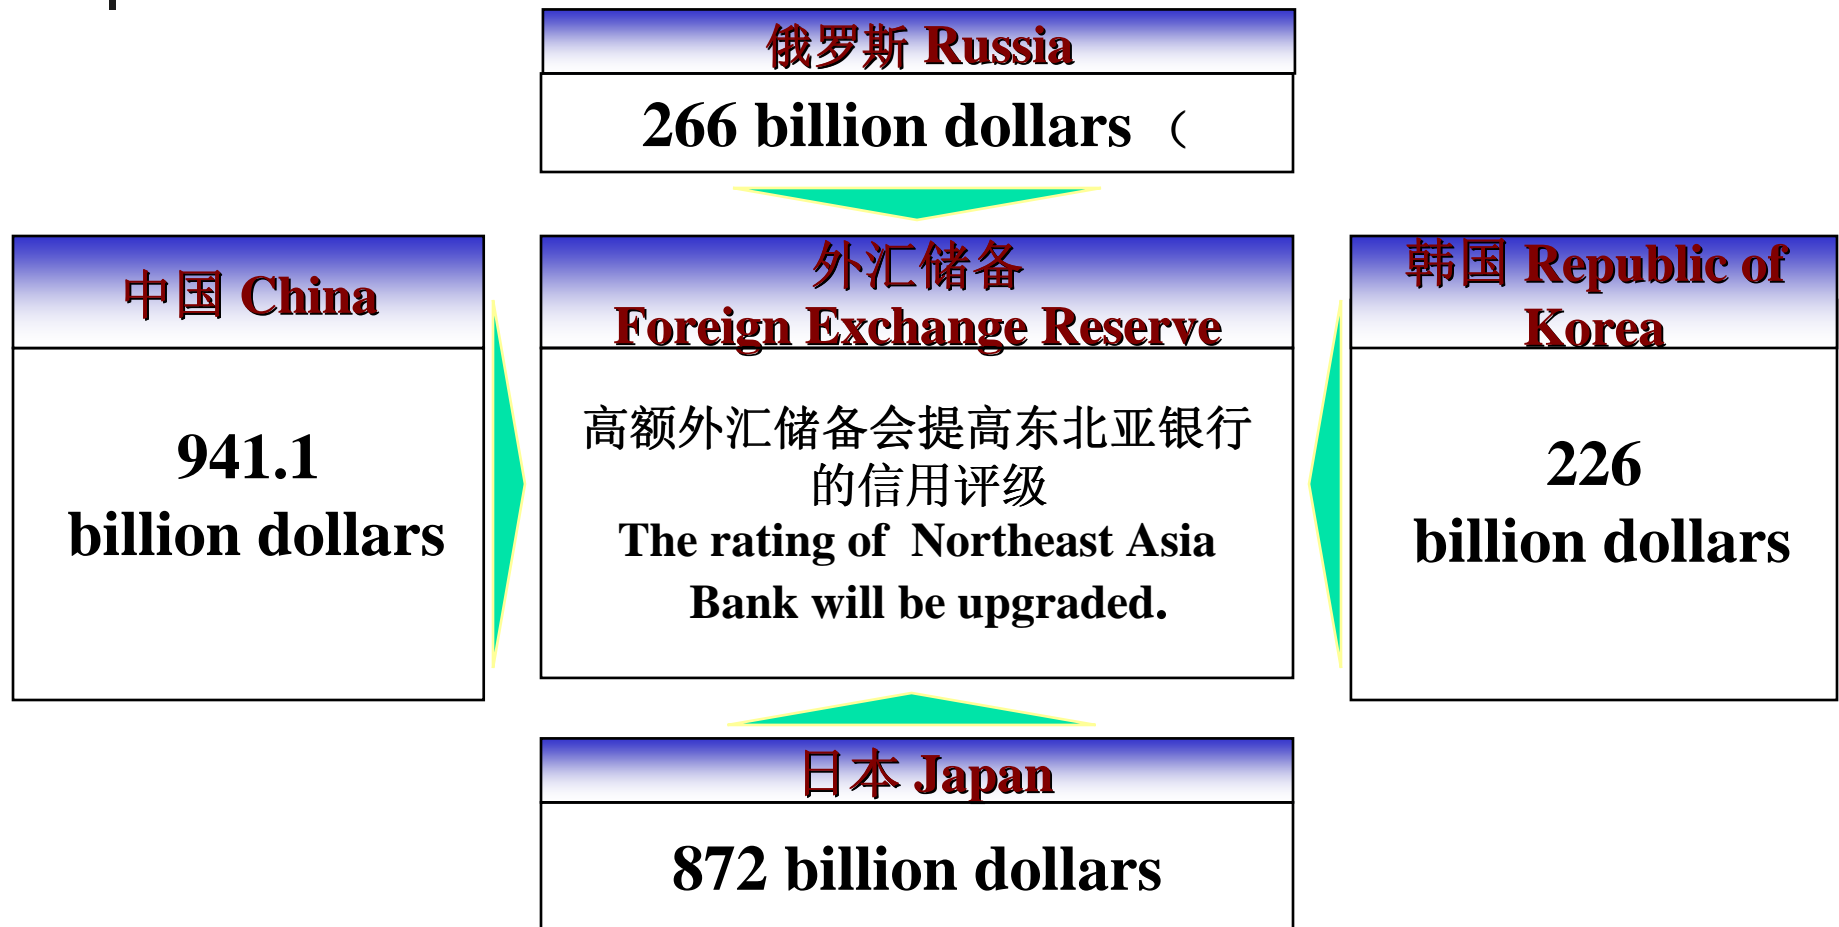 俄罗斯 Russia
266 billion dollars （
中国 China
941.1
billion dollars
外汇储备
Foreign Exchange Reserve
高额外汇储备会提高东北亚银行
的信用评级
The rating of Northeast Asia
Bank will be upgraded.
韩国 Republic of
Korea
226
billion dollars
日本 Japan
872 billion dollars